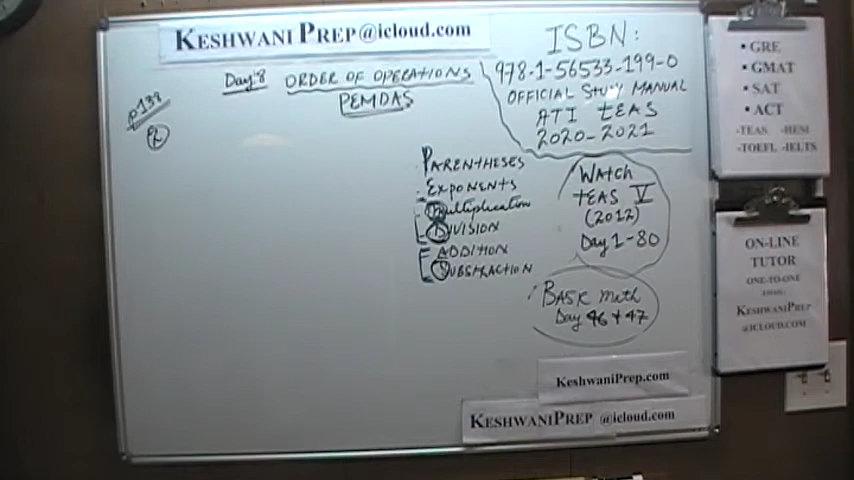 KESHWANI PREP@icloud.com
Day 8 ORDER OF OPERATIONS
PEMDAS
p138
2
ISBN:
978-1-56533-199-0
OFFICIAL Study MANUAL
ATI tEAS
2020-2021
PARENTHESES
EXPONENTS
Multiplication
DIVISION
ADDITION
SUBSTRACTION
WATCH
tEAS V
(2012)
Day 1-80
BASIC math
Day 46 + 47
KeshwaniPrep.com
KESHWANIPREP @icloud.com
• GRE
• GMAT
• SAT
• ACT
-TEAS -HESI
-TOEFL -IELTS
ON-LINE
TUTOR
ONE-TO-ONE
KESHWANIPREP
@ICLOUD.COM